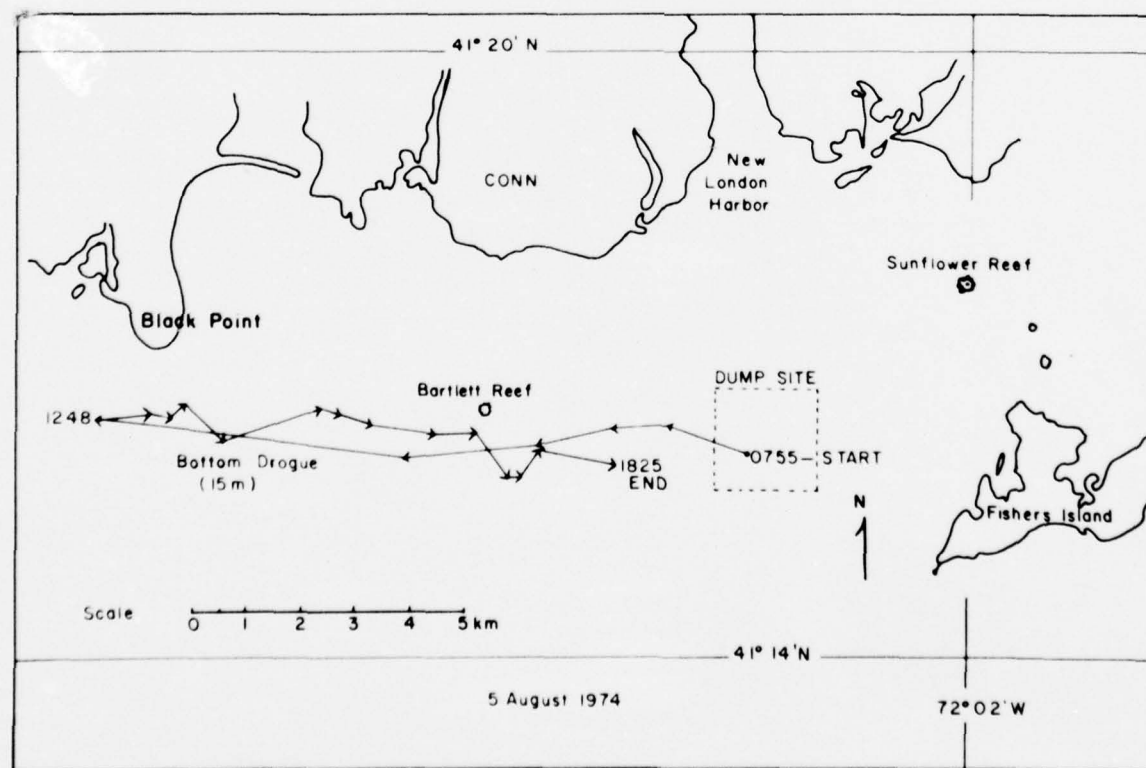 41° 20' N
New
London
Harbor
CONN
Sunflower Reef
Black Point
DUMP SITE
Bartlett Reef
1248
0755 – START
Bottom Drogue
(15m)
1825
END
N
Fishers Island
Scale
0 1 2 3 4 5 km
41° 14' N
5 August 1974
72° 02' W